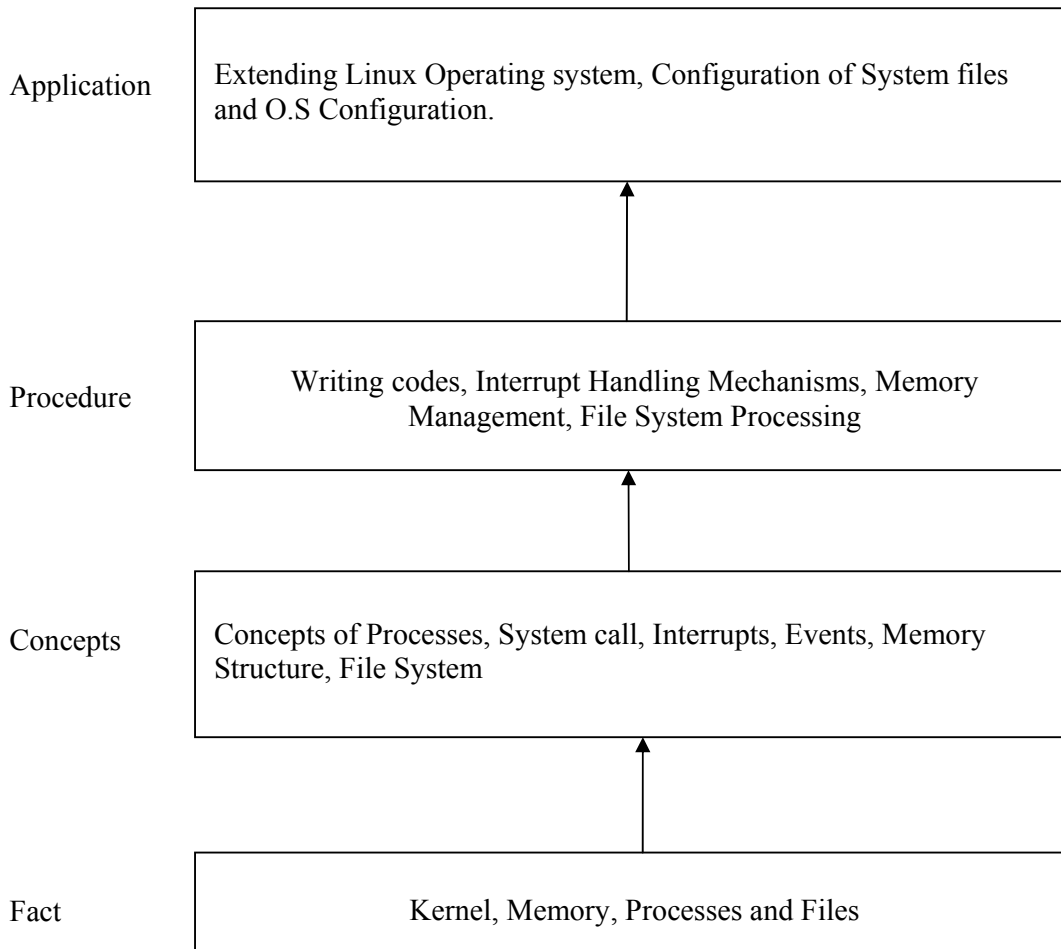 Application
Extending Linux Operating system, Configuration of System files
and O.S Configuration.
Procedure
Writing codes, Interrupt Handling Mechanisms, Memory
Management, File System Processing
Concepts
Concepts of Processes, System call, Interrupts, Events, Memory
Structure, File System
Fact
Kernel, Memory, Processes and Files